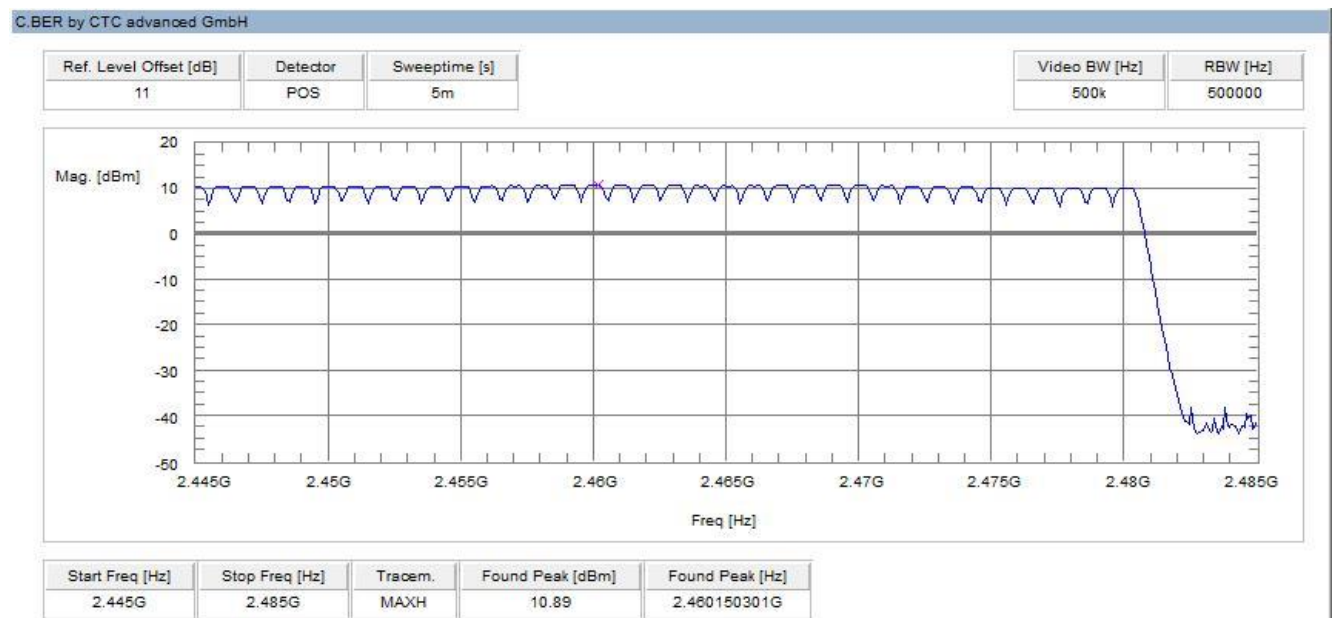 C.BER by CTC advanced GmbH
Ref. Level Offset [dB] Detector Sweeptime [s] Video BW [Hz] RBW [Hz]
11 POS 5m 500k 500000
20
Mag. [dBm]
10
0
-10
-20
-30
-40
-50
2.445G 2.45G 2.455G 2.46G 2.465G 2.47G 2.475G 2.48G 2.485G
Freq [Hz]
Start Freq [Hz] Stop Freq [Hz] Tracem. Found Peak [dBm] Found Peak [Hz]
2.445G 2.485G MAXH 10.89 2.460150301G